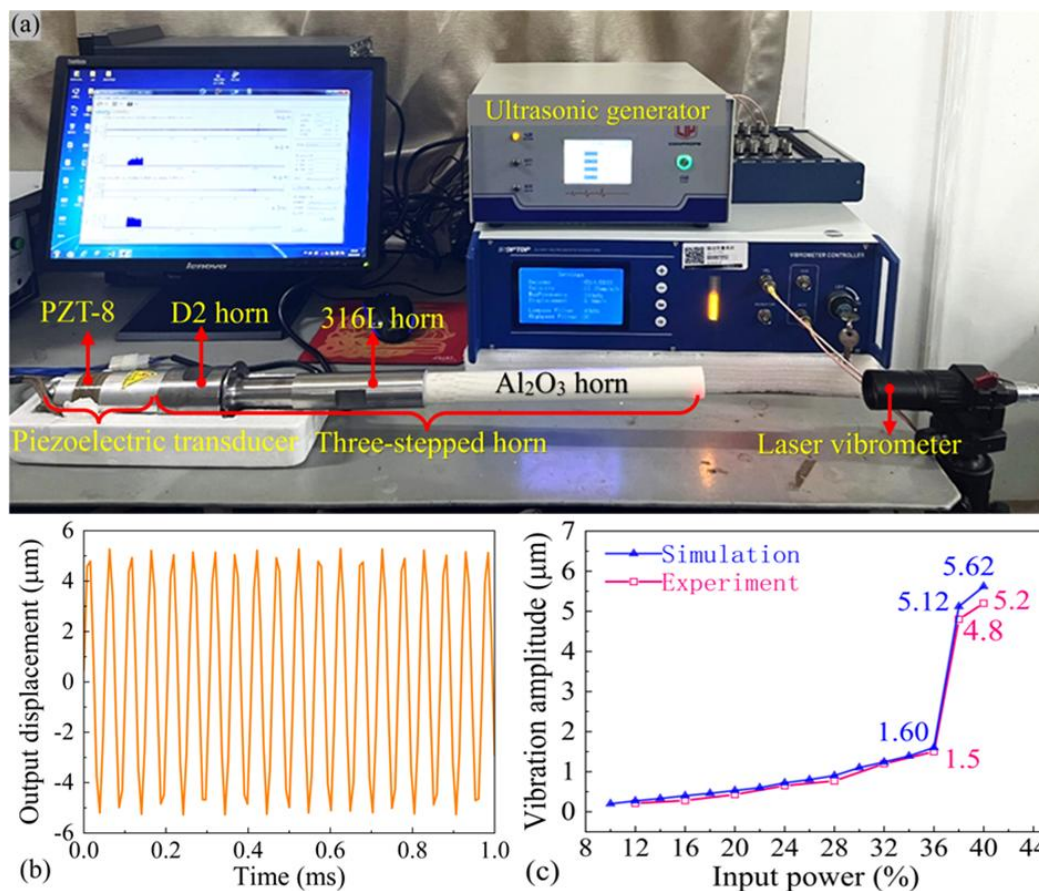 (a)
Ultrasonic generator
lenovo
VIBROMETER CONTROLLER
PZT-8
D2 horn
316L horn
Al₂O₃ horn
Piezoelectric transducer
Three-stepped horn
Laser vibrometer
Output displacement (μm)
6
4
2
0
-2
-4
-6
0.0 0.2 0.4 0.6 0.8 1.0
Time (ms)
(b)
Vibration amplitude (μm)
7
6
5
4
3
2
1
0
Simulation
Experiment
5.62
5.12
5.2
4.8
1.60
1.5
8 12 16 20 24 28 32 36 40 44
Input power (%)
(c)